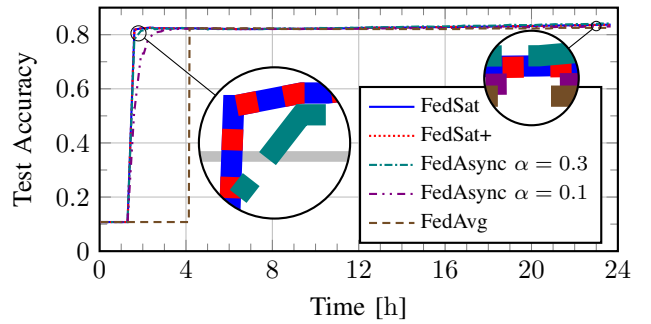 0.8
0.6
0.4
0.2
0
Test Accuracy
FedSat
FedSat+
FedAsync α = 0.3
FedAsync α = 0.1
FedAvg
0 4 8 12 16 20 24
Time [h]